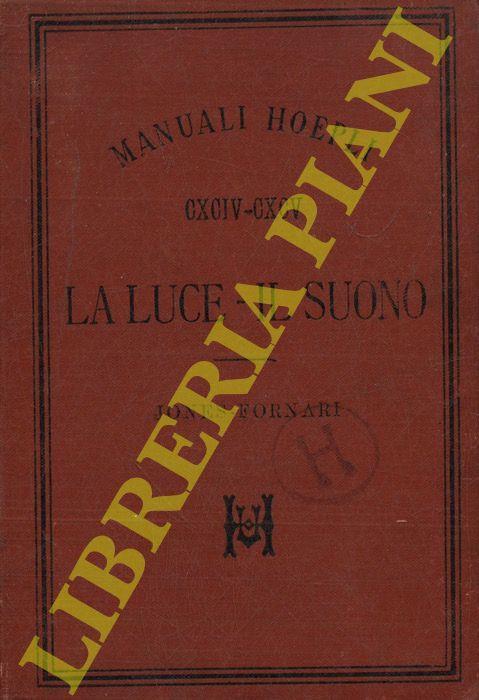 MANUALI HOEPLI
CXCIV-CXCV
LA LUCE - IL SUONO
JONES-FORNARI
H
LIBRERIA PIANI